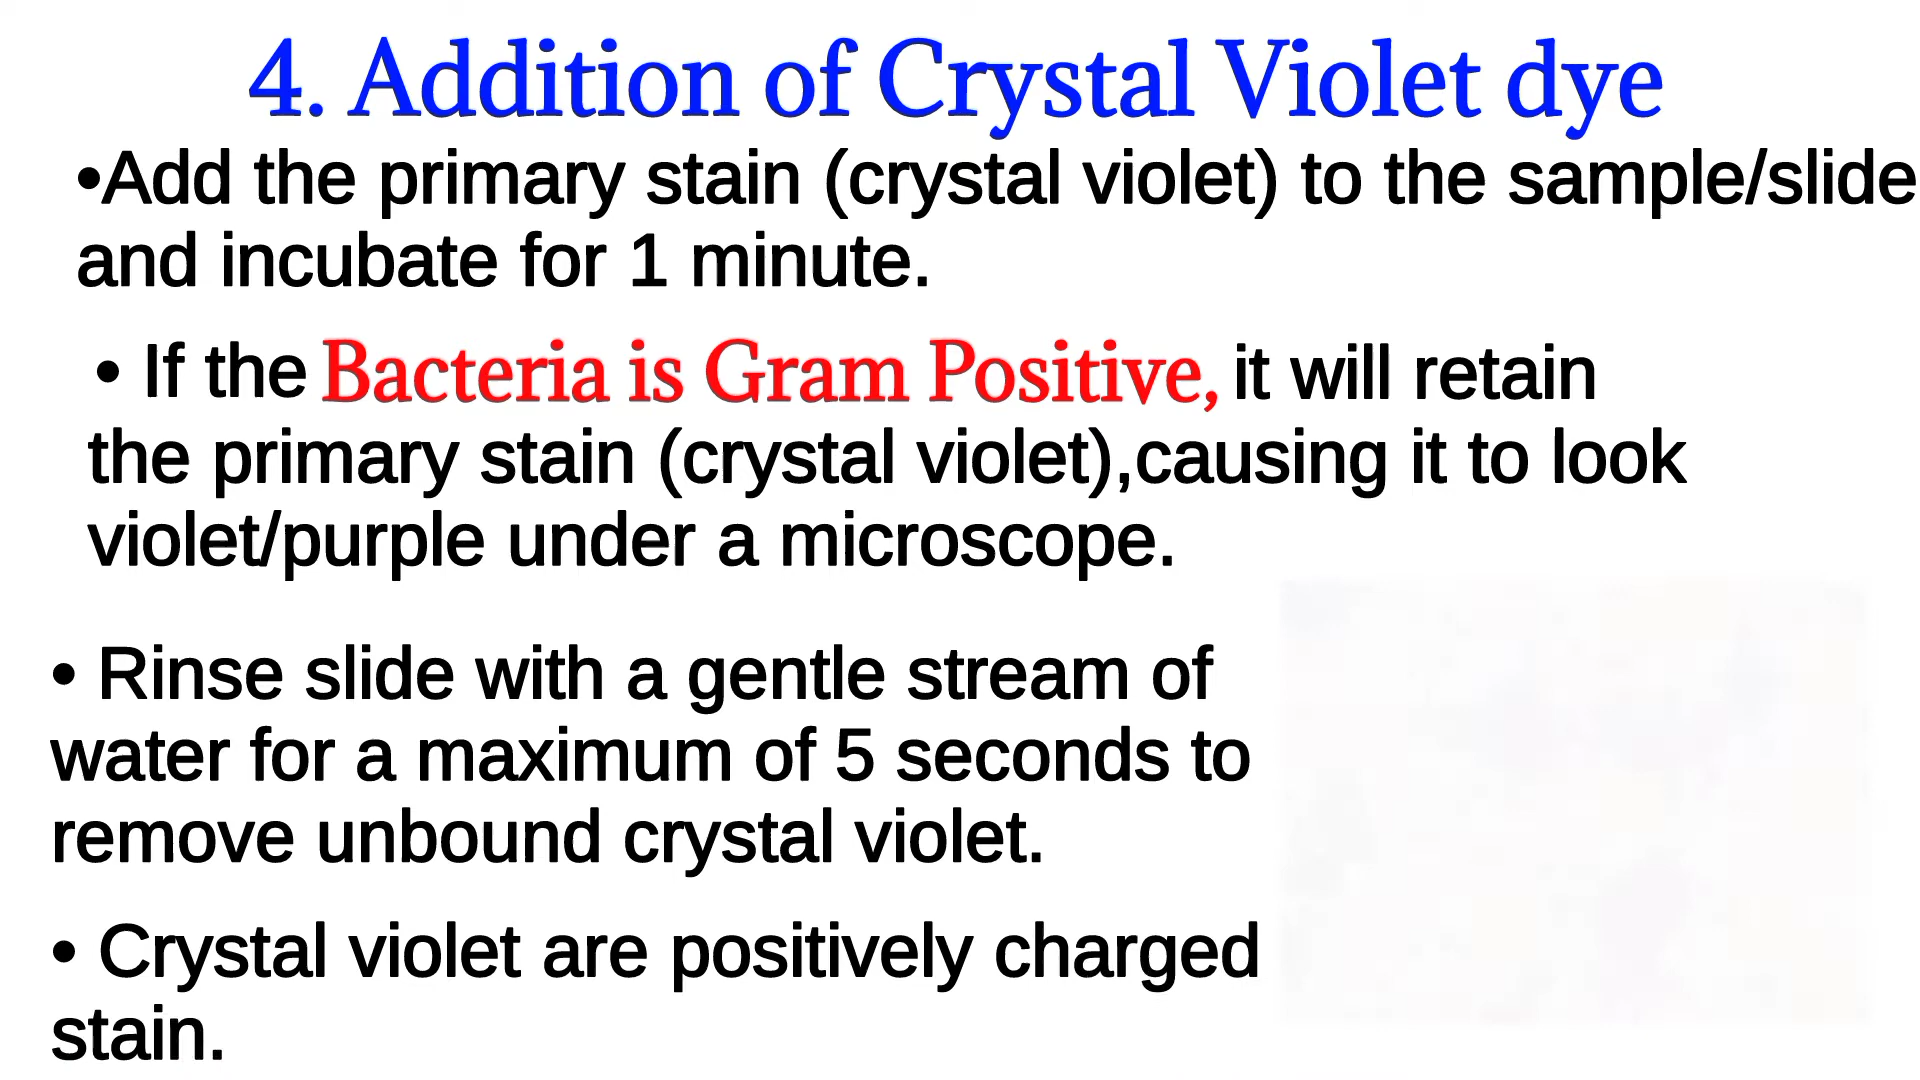 4. Addition of Crystal Violet dye
•Add the primary stain (crystal violet) to the sample/slide
and incubate for 1 minute.
• If the Bacteria is Gram Positive, it will retain
the primary stain (crystal violet),causing it to look
violet/purple under a microscope.
• Rinse slide with a gentle stream of
water for a maximum of 5 seconds to
remove unbound crystal violet.
• Crystal violet are positively charged
stain.